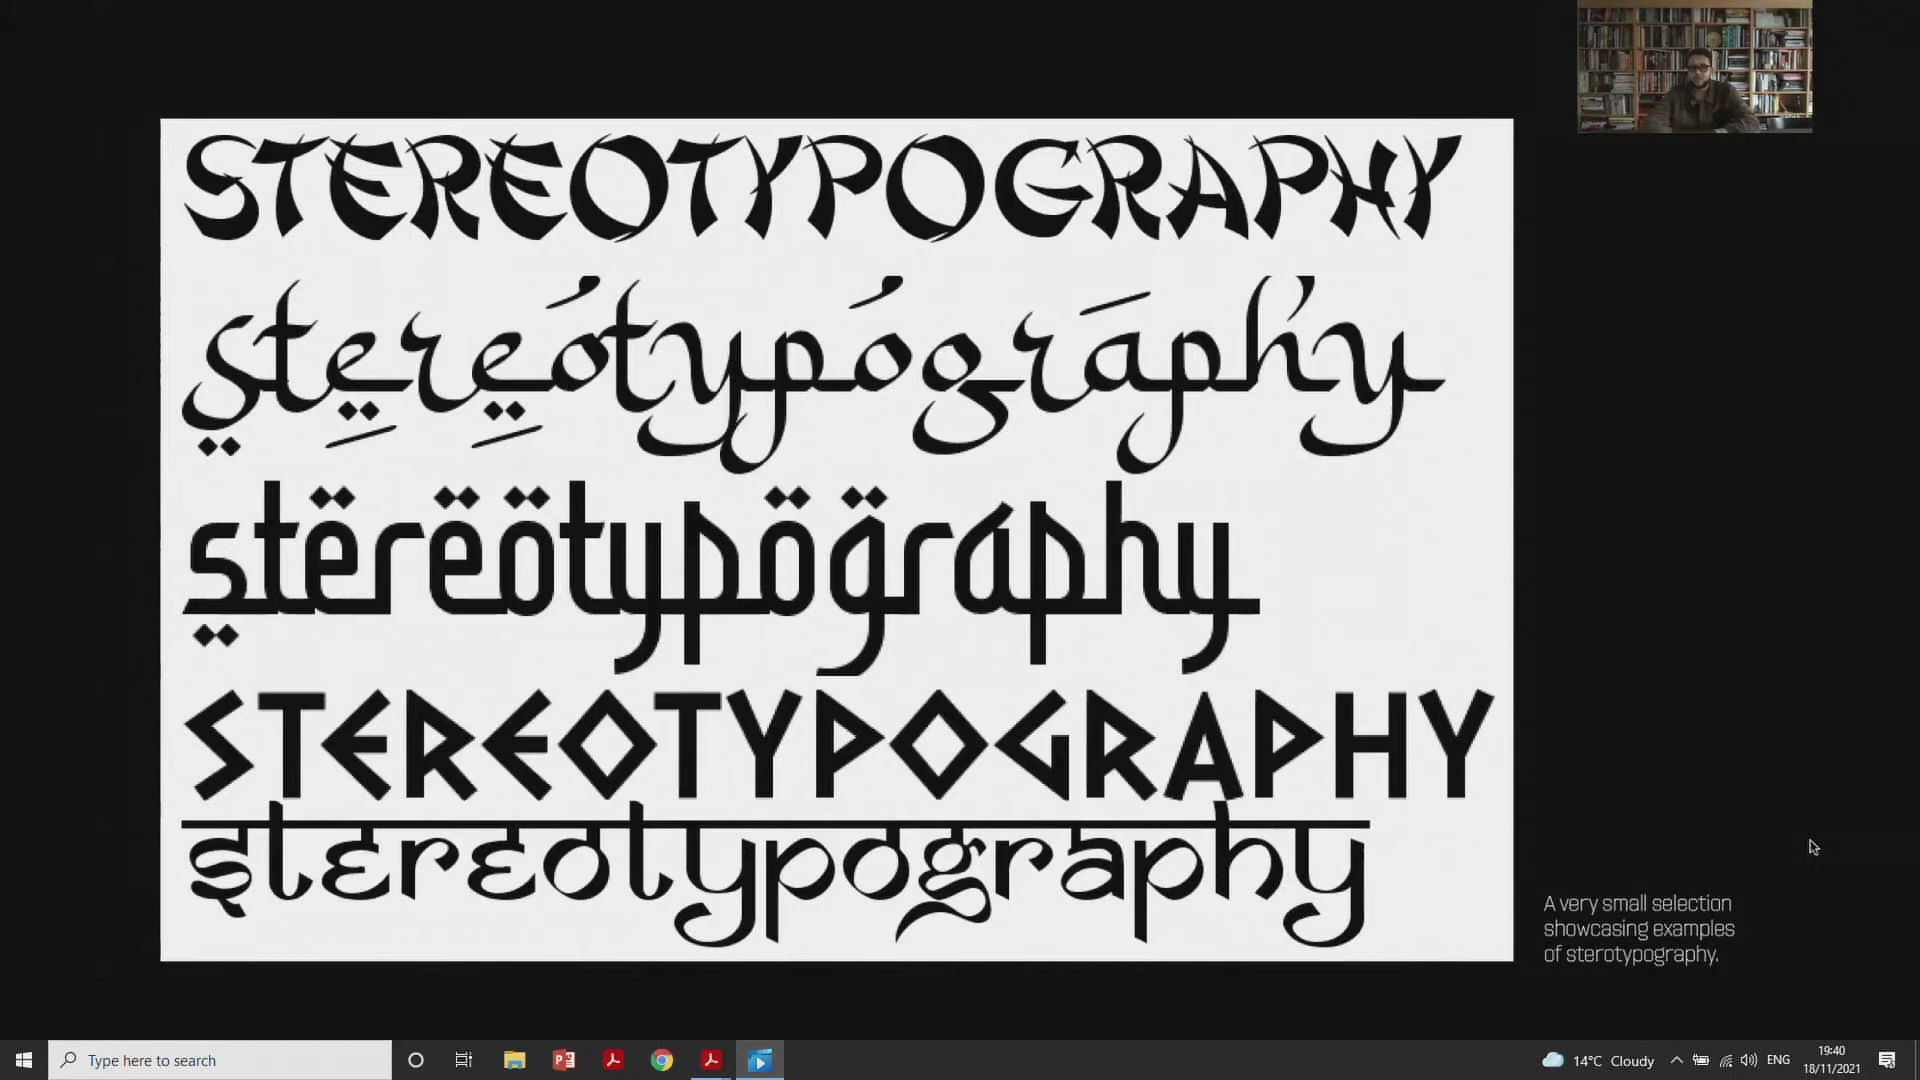 STEREOTYPOGRAPHY
stereotypography
stereotypography
STEREOTYPOGRAPHY
stereotypography
A very small selection
showcasing examples
of sterotypography.
Type here to search
14°C Cloudy
ENG
19:40
18/11/2021